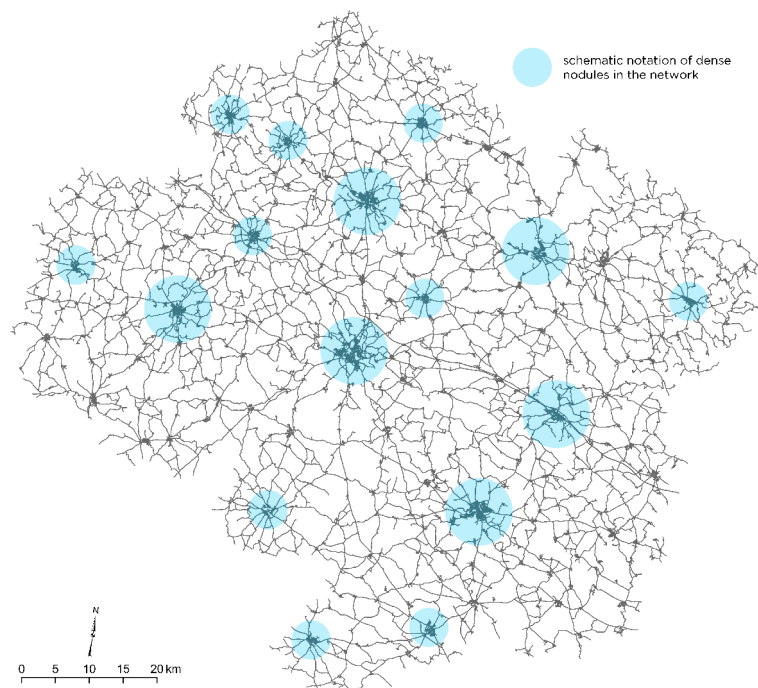 schematic notation of dense
nodules in the network
N
0 5 10 15 20 km